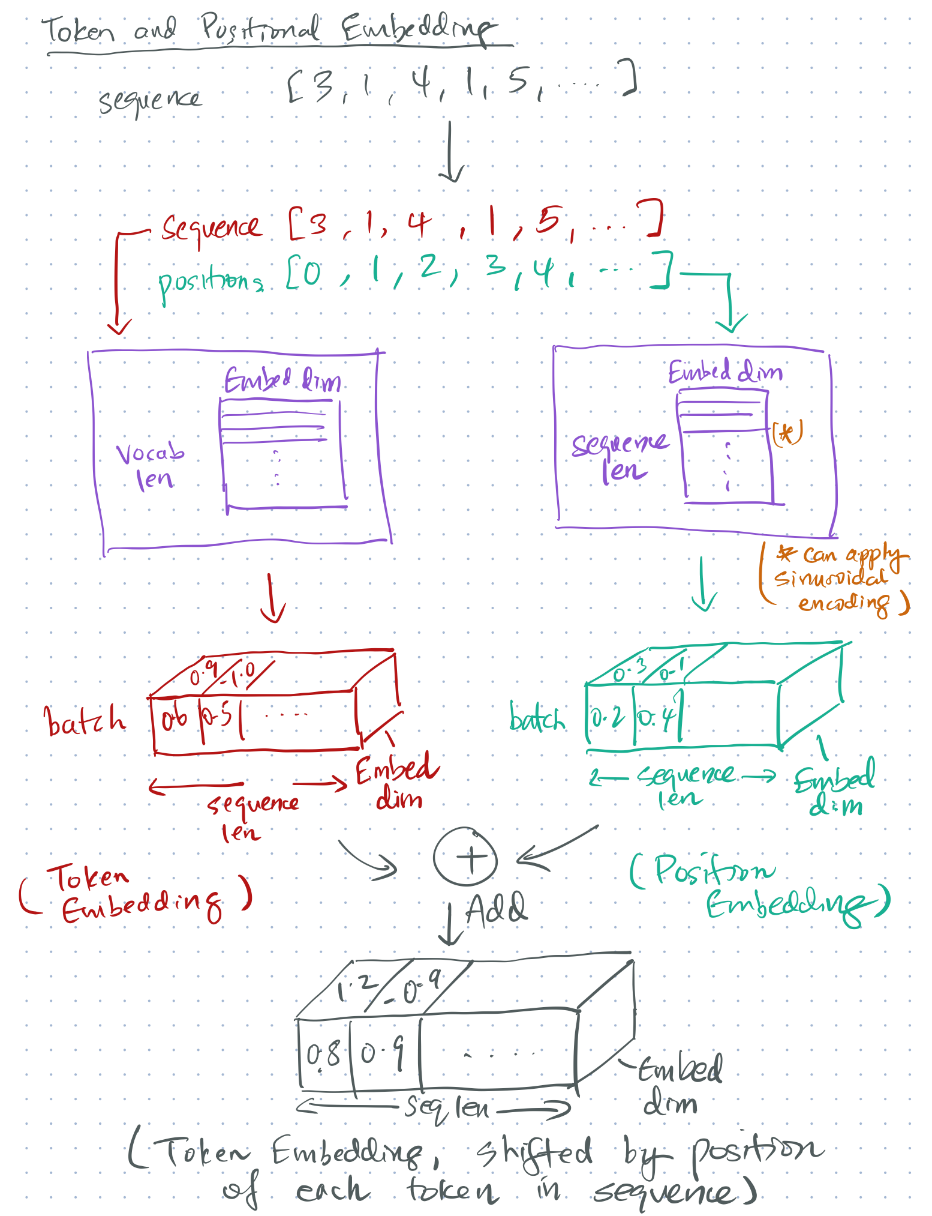 Token and Positional Embedding
sequence [3, 1, 4, 1, 5, ....]
sequence [3, 1, 4, 1, 5, ...]
positions [0, 1, 2, 3, 4, ...]
Embed dim
Vocab
len
Embed dim
sequence
len
(*)
(* can apply
sinusoidal
encoding)
0.9 -1.0
batch 0.6 0.5 ....
sequence
len
Embed
dim
(Token
Embedding)
0.3 0.1
batch 0.2 0.4
sequence
len
Embed
dim
(Position
Embedding)
+
Add
1.2 -0.9
0.8 0.9 ....
Seq len
Embed
dim
(Token Embedding, shifted by position
of each token in sequence)